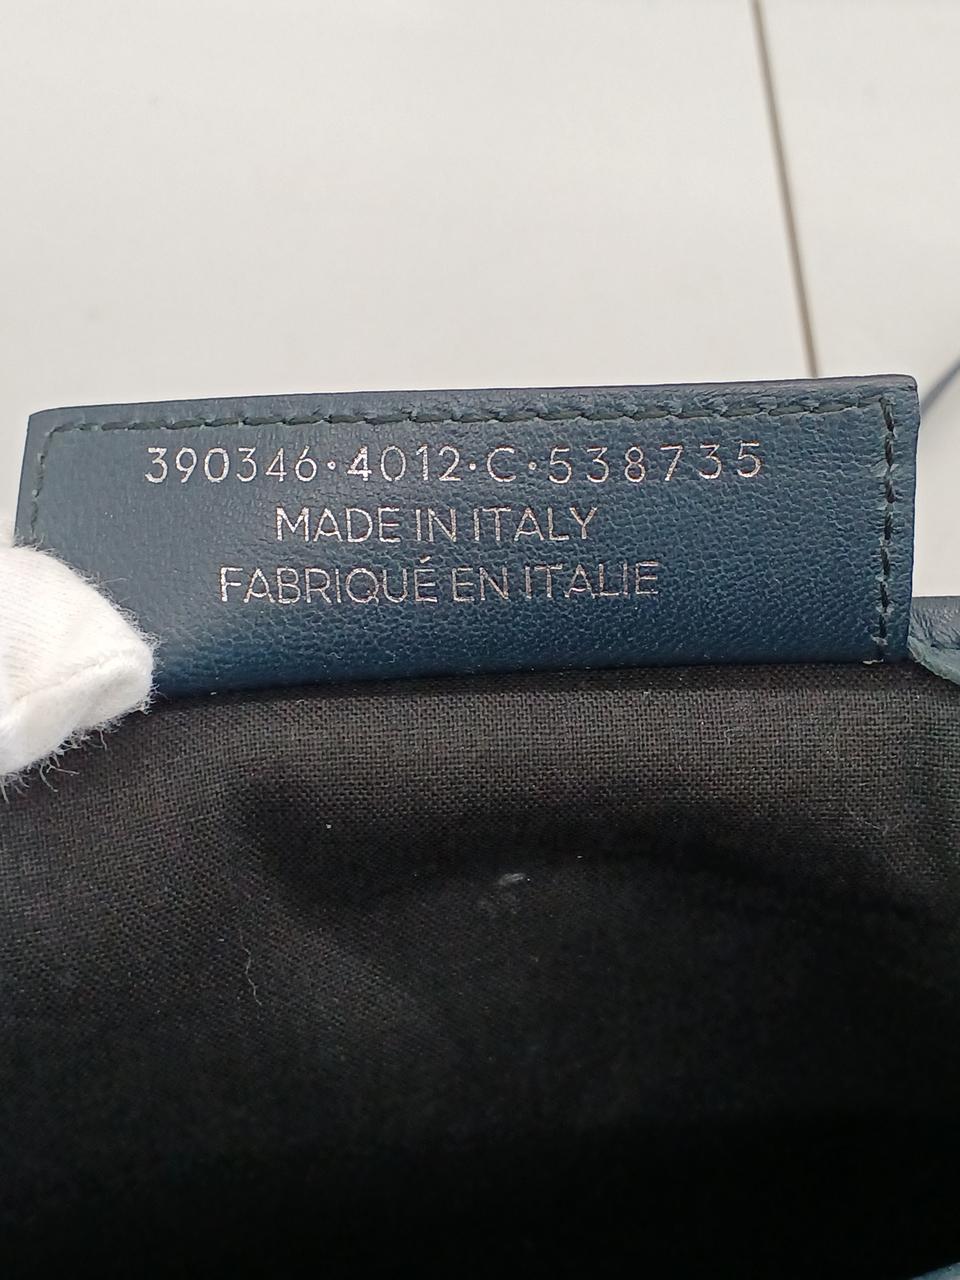 390346·4012·C·538735
MADE IN ITALY
FABRIQUÉ EN ITALIE